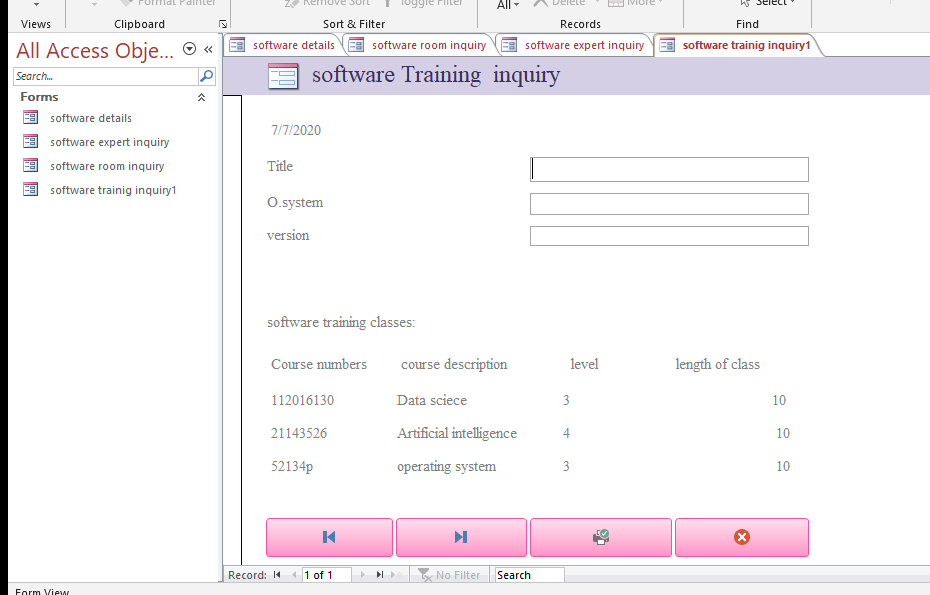 Format Painter Remove Sort Toggle Filter All Delete More Select
Views Clipboard Sort & Filter Records Find
All Access Obje... «
Search...
Forms
software details
software expert inquiry
software room inquiry
software trainig inquiry1
software details software room inquiry software expert inquiry software trainig inquiry1
software Training inquiry
7/7/2020
Title
O.system
version
software training classes:
Course numbers course description level length of class
112016130 Data sciece 3 10
21143526 Artificial intelligence 4 10
52134p operating system 3 10
Record: 1 of 1 No Filter Search
Form View